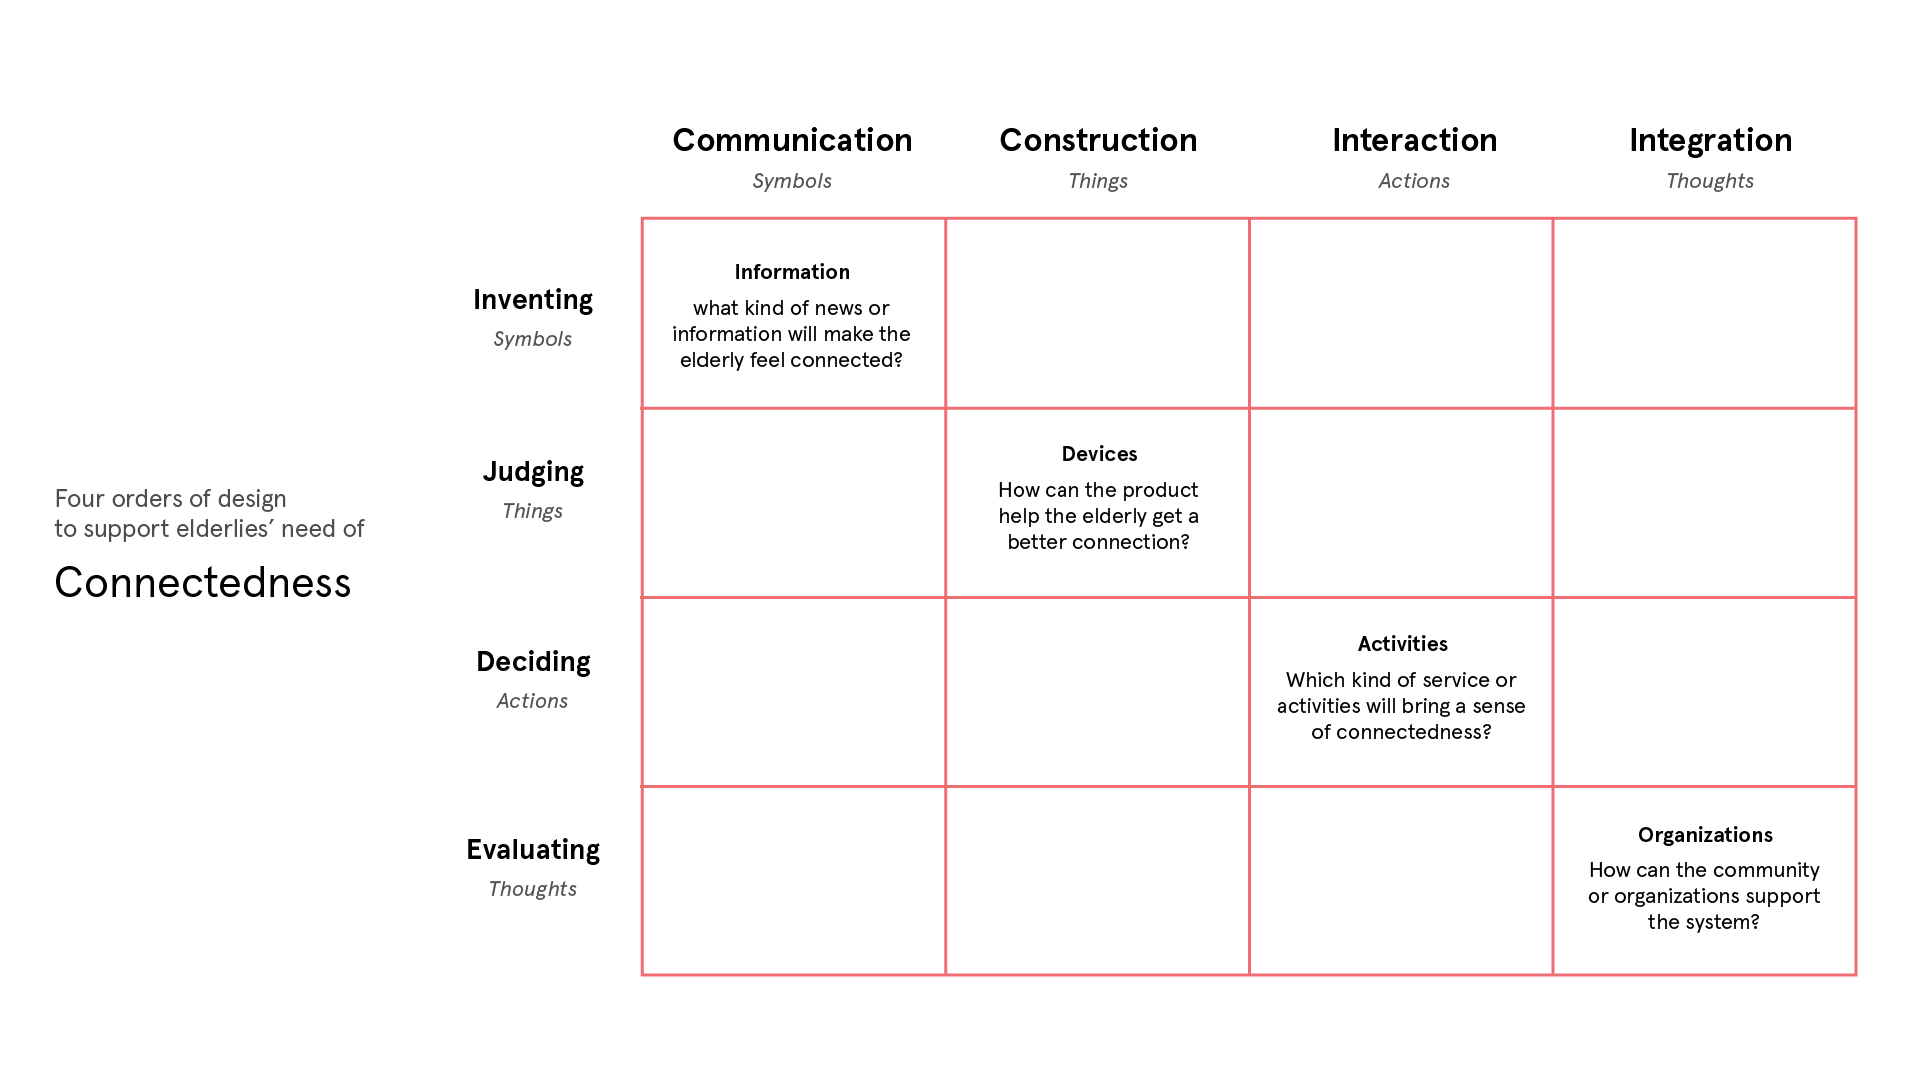 Communication
Construction
Interaction
Integration
Symbols
Things
Actions
Thoughts
Inventing
Symbols
Information
what kind of news or
information will make the
elderly feel connected?
Judging
Things
Devices
How can the product
help the elderly get a
better connection?
Four orders of design
to support elderlies’ need of
Connectedness
Deciding
Actions
Activities
Which kind of service or
activities will bring a sense
of connectedness?
Evaluating
Thoughts
Organizations
How can the community
or organizations support
the system?